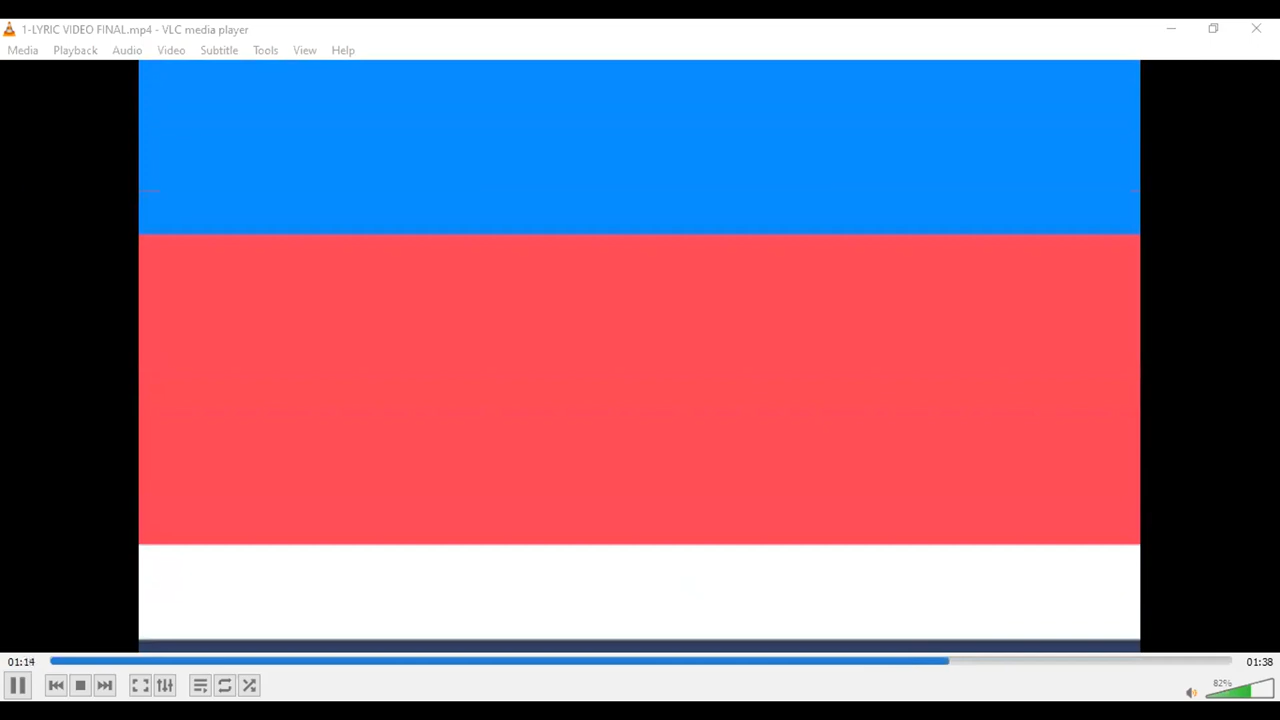 1-LYRIC VIDEO FINAL.mp4 - VLC media player
Media Playback Audio Video Subtitle Tools View Help
01:14 01:38
82%